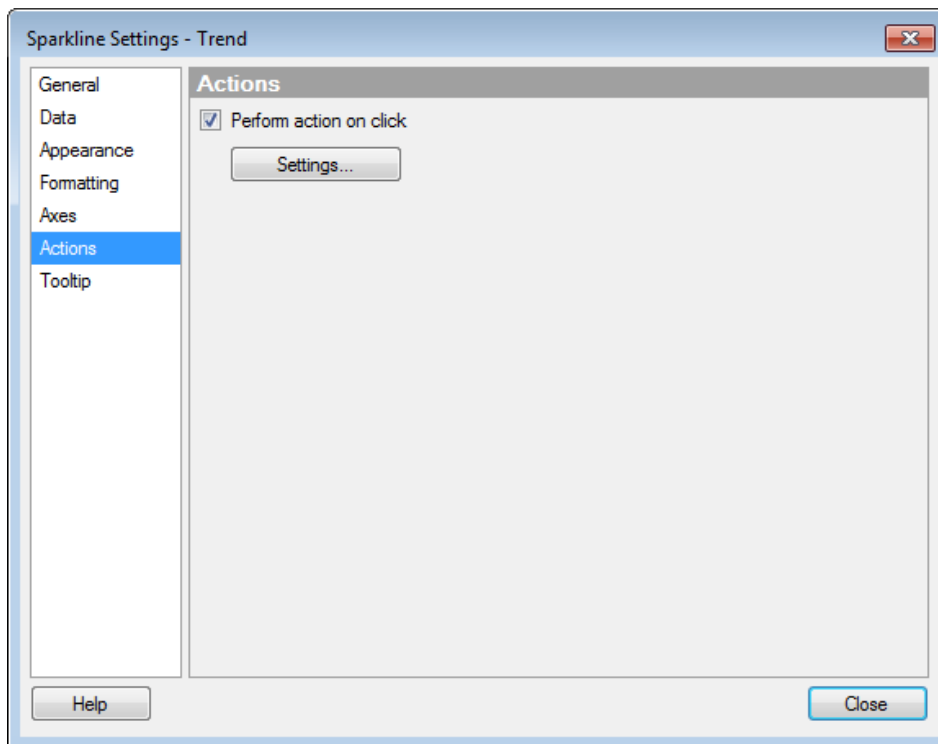 Sparkline Settings - Trend
General
Data
Appearance
Formatting
Axes
Actions
Tooltip
Actions
Perform action on click
Settings...
Help
Close